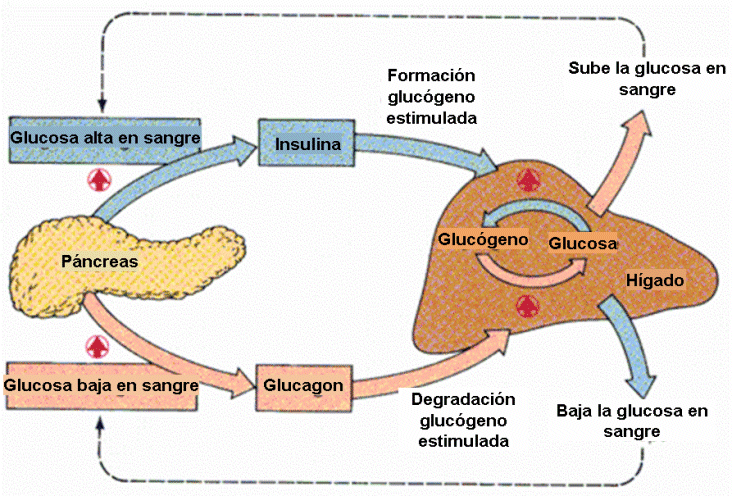 Formación
glucógeno
estimulada
Sube la glucosa en
sangre
Glucosa alta en sangre
Insulina
Glucógeno
Glucosa
Páncreas
Hígado
Glucosa baja en sangre
Glucagon
Degradación
glucógeno
estimulada
Baja la glucosa en
sangre